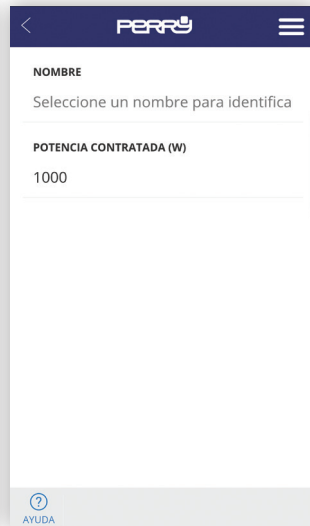 PERRY
NOMBRE
Seleccione un nombre para identifica
POTENCIA CONTRATADA (W)
1000
?
AYUDA